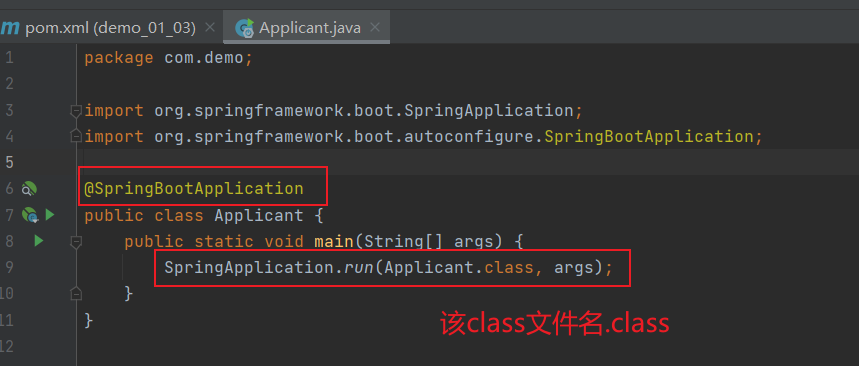 pom.xml (demo_01_03) Applicant.java
1 package com.demo;
2
3 import org.springframework.boot.SpringApplication;
4 import org.springframework.boot.autoconfigure.SpringBootApplication;
5
6 @SpringBootApplication
7 public class Applicant {
8 public static void main(String[] args) {
9 SpringApplication.run(Applicant.class, args);
10 }
11 }
该class文件名.class
12